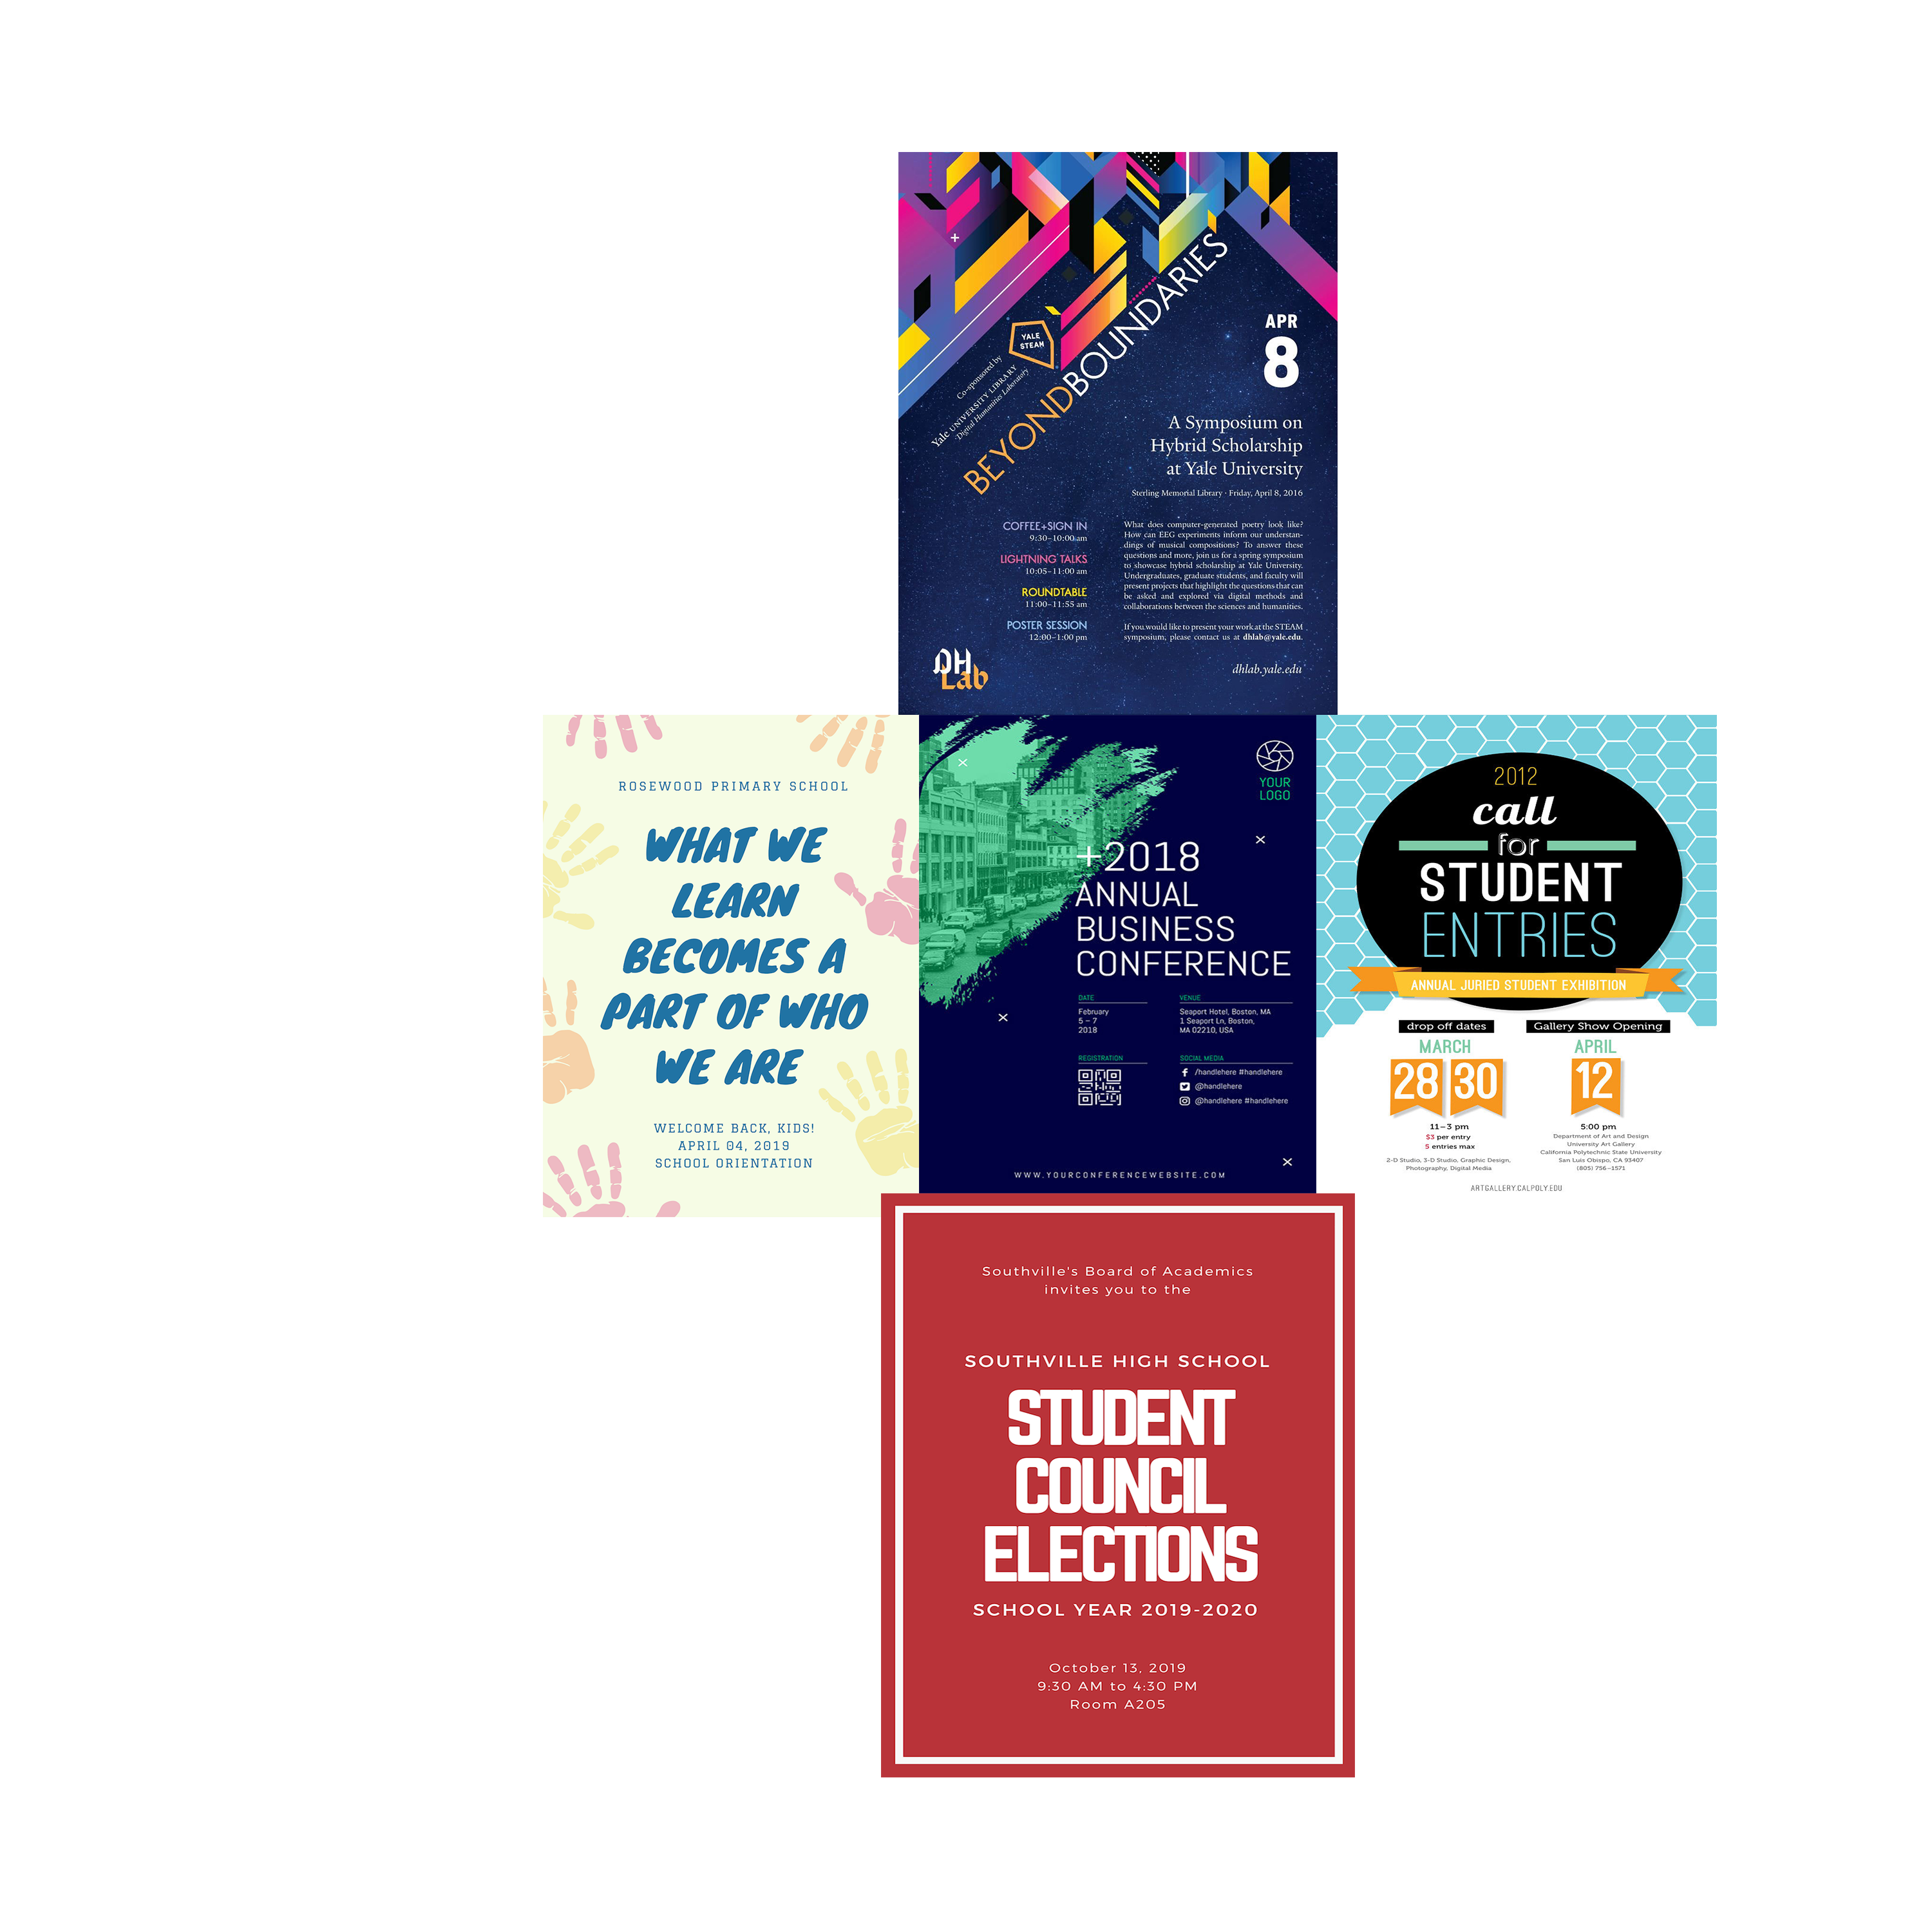 BEYONDBOUNDARIES
Co-sponsored by
Yale UNIVERSITY LIBRARY
Digital Humanities Laboratory
YALE
STEAM
APR
8
A Symposium on
Hybrid Scholarship
at Yale University
Sterling Memorial Library · Friday, April 8, 2016
COFFEE+SIGN IN
9:30–10:00 am
LIGHTNING TALKS
10:05–11:00 am
ROUNDTABLE
11:00–11:55 am
POSTER SESSION
12:00–1:00 pm
What does computer-generated poetry look like?
How can EEG experiments inform our understan-
dings of musical compositions? To answer these
questions and more, join us for a spring symposium
to showcase hybrid scholarship at Yale University.
Undergraduates, graduate students, and faculty will
present projects that highlight the questions that can
be asked and explored via digital methods and
collaborations between the sciences and humanities.
If you would like to present your work at the STEAM
symposium, please contact us at dhlab@yale.edu.
DH
Lab
dhlab.yale.edu
ROSEWOOD PRIMARY SCHOOL
WHAT WE
LEARN
BECOMES A
PART OF WHO
WE ARE
WELCOME BACK, KIDS!
APRIL 04, 2019
SCHOOL ORIENTATION
YOUR
LOGO
+2018
ANNUAL
BUSINESS
CONFERENCE
DATE
February
5 – 7
2018
VENUE
Seaport Hotel, Boston, MA
1 Seaport Ln, Boston,
MA 02210, USA
REGISTRATION
SOCIAL MEDIA
/handlehere #handlehere
@handlehere
@handlehere #handlehere
WWW.YOURCONFERENCEWEBSITE.COM
2012
call
for
STUDENT
ENTRIES
ANNUAL JURIED STUDENT EXHIBITION
drop off dates
MARCH
28 30
11–3 pm
$3 per entry
5 entries max
2-D Studio, 3-D Studio, Graphic Design,
Photography, Digital Media
Gallery Show Opening
APRIL
12
5:00 pm
Department of Art and Design
University Art Gallery
California Polytechnic State University
San Luis Obispo, CA 93407
(805) 756–1571
ARTGALLERY.CALPOLY.EDU
Southville's Board of Academics
invites you to the
SOUTHVILLE HIGH SCHOOL
STUDENT
COUNCIL
ELECTIONS
SCHOOL YEAR 2019-2020
October 13, 2019
9:30 AM to 4:30 PM
Room A205